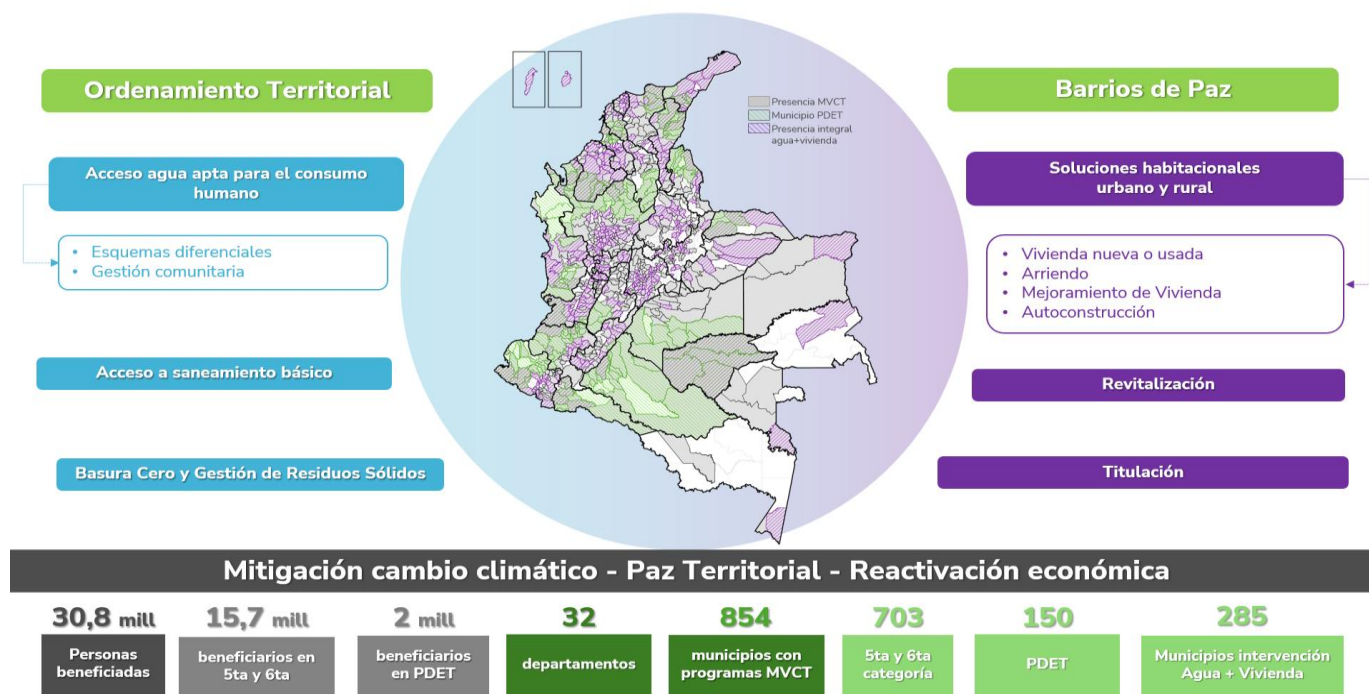 Ordenamiento Territorial
Acceso agua apta para el consumo
humano
• Esquemas diferenciales
• Gestión comunitaria
Acceso a saneamiento básico
Basura Cero y Gestión de Residuos Sólidos
Presencia MVCT
Municipio PDET
Presencia integral
agua+vivienda
Barrios de Paz
Soluciones habitacionales
urbano y rural
• Vivienda nueva o usada
• Arriendo
• Mejoramiento de Vivienda
• Autoconstrucción
Revitalización
Titulación
Mitigación cambio climático - Paz Territorial - Reactivación económica
30,8 mill
Personas
beneficiadas
15,7 mill
beneficiarios en
5ta y 6ta
2 mill
beneficiarios
en PDET
32
departamentos
854
municipios con
programas MVCT
703
5ta y 6ta
categoría
150
PDET
285
Municipios intervención
Agua + Vivienda